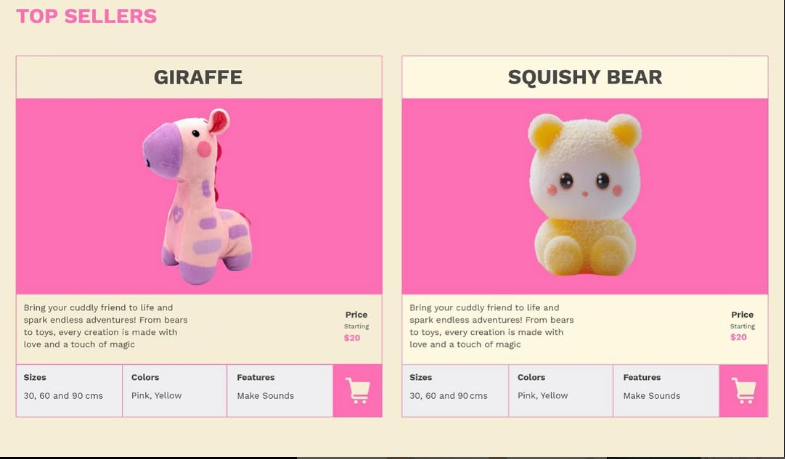 TOP SELLERS
GIRAFFE
Bring your cuddly friend to life and
spark endless adventures! From bears
to toys, every creation is made with
love and a touch of magic
Price
Starting
$20
Sizes
30, 60 and 90 cms
Colors
Pink, Yellow
Features
Make Sounds
SQUISHY BEAR
Bring your cuddly friend to life and
spark endless adventures! From bears
to toys, every creation is made with
love and a touch of magic
Price
Starting
$20
Sizes
30, 60 and 90 cms
Colors
Pink, Yellow
Features
Make Sounds